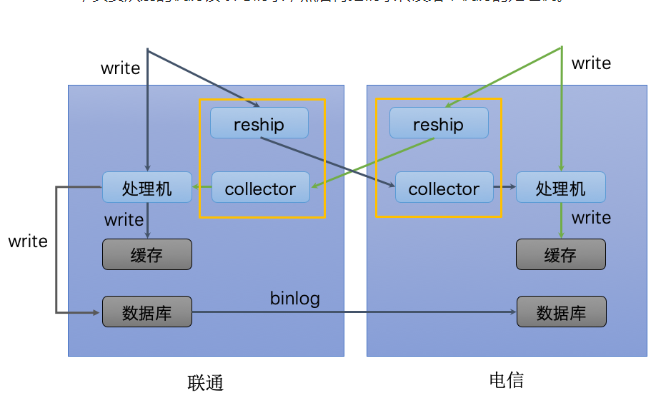 write
write
reship
reship
处理机
collector
collector
处理机
write
write
write
缓存
缓存
binlog
数据库
数据库
联通
电信